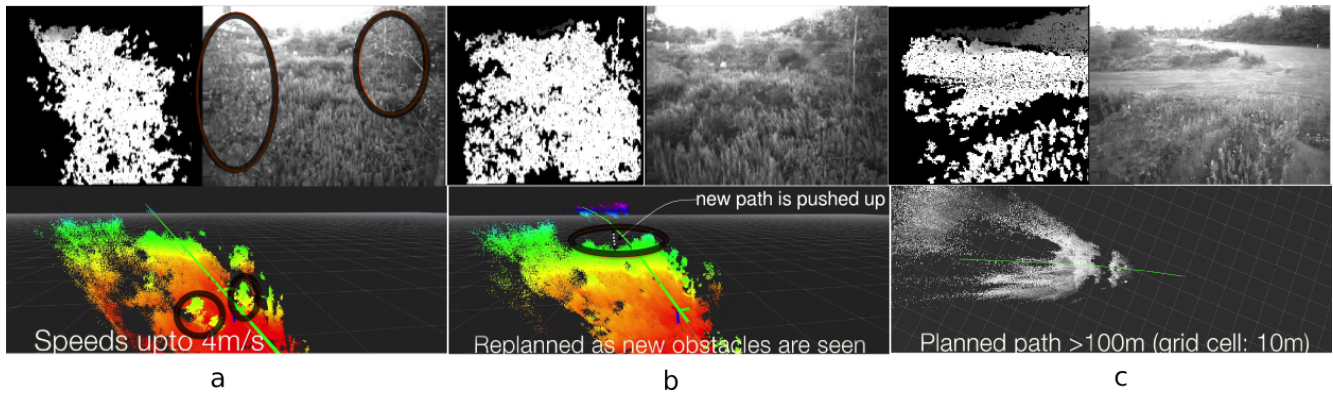 new path is pushed up
Speeds upto 4m/s
Replanned as new obstacles are seen
Planned path >100m (grid cell: 10m)
a
b
c